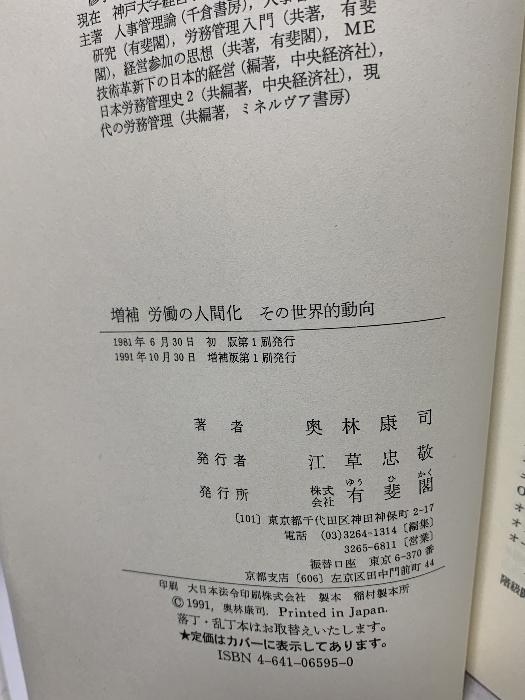 現在 神戸大学経営
主著 人事管理論（千倉書房），人事
研究（有斐閣），労務管理入門（共著，有斐
閣），経営参加の思想（共著，有斐閣），ME
技術革新下の日本的経営（編著，中央経済社），
日本労務管理史2（共編著，中央経済社），現
代の労務管理（共編著，ミネルヴァ書房）
増補 労働の人間化 その世界的動向
1981年6月30日 初 版第1刷発行
1991年10月30日 増補版第1刷発行
著者 奥林康司
発行者 江草忠敬
ゆう ひ かく
発行所 株式会社 有斐閣
〔101〕東京都千代田区神田神保町2-17
電話 (03)3264-1314〔編集〕
3265-6811〔営業〕
振替口座 東京6-370番
京都支店〔606〕左京区田中門前町44
印刷 大日本法令印刷株式会社 製本 稲村製本所
© 1991, 奥林康司. Printed in Japan.
落丁・乱丁本はお取替えいたします。
★定価はカバーに表示してあります。
ISBN 4-641-06595-0
階級